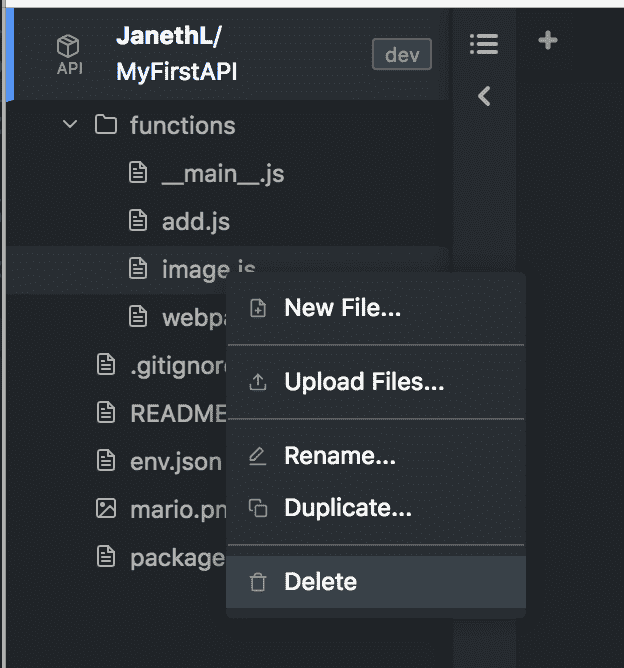 JanethL/
API
MyFirstAPI
dev
functions
__main__.js
add.js
image.js
New File...
Upload Files...
.gitignore
README
Rename...
env.json
Duplicate...
mario.pn
package
Delete